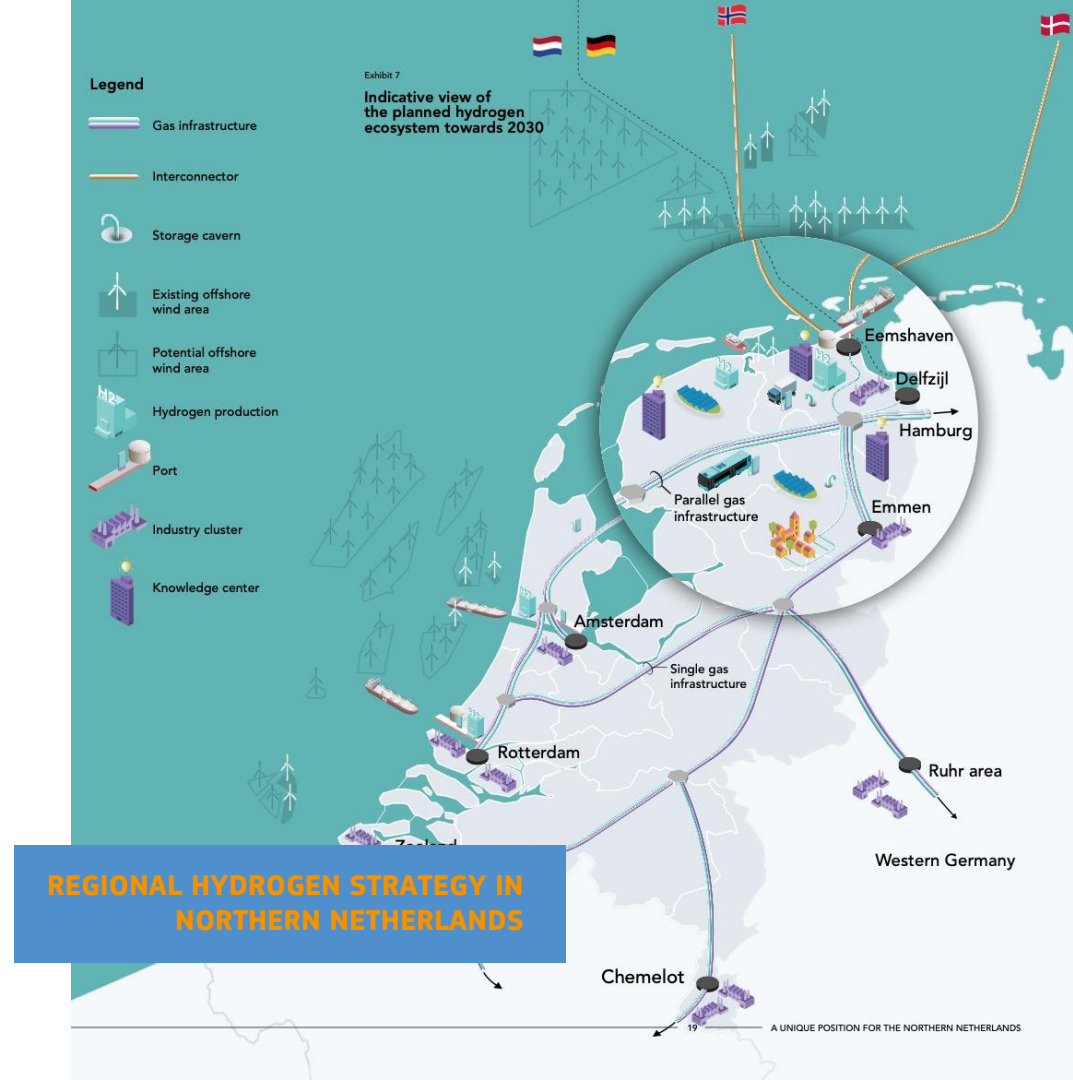 Legend
Gas infrastructure
Interconnector
Storage cavern
Existing offshore
wind area
Potential offshore
wind area
Hydrogen production
Port
Industry cluster
Knowledge center
Exhibit 7
Indicative view of
the planned hydrogen
ecosystem towards 2030
Eemshaven
Delfzijl
Hamburg
Parallel gas
infrastructure
Emmen
Amsterdam
Single gas
infrastructure
Rotterdam
Ruhr area
Western Germany
Zeeland
REGIONAL HYDROGEN STRATEGY IN
NORTHERN NETHERLANDS
Chemelot
19
A UNIQUE POSITION FOR THE NORTHERN NETHERLANDS